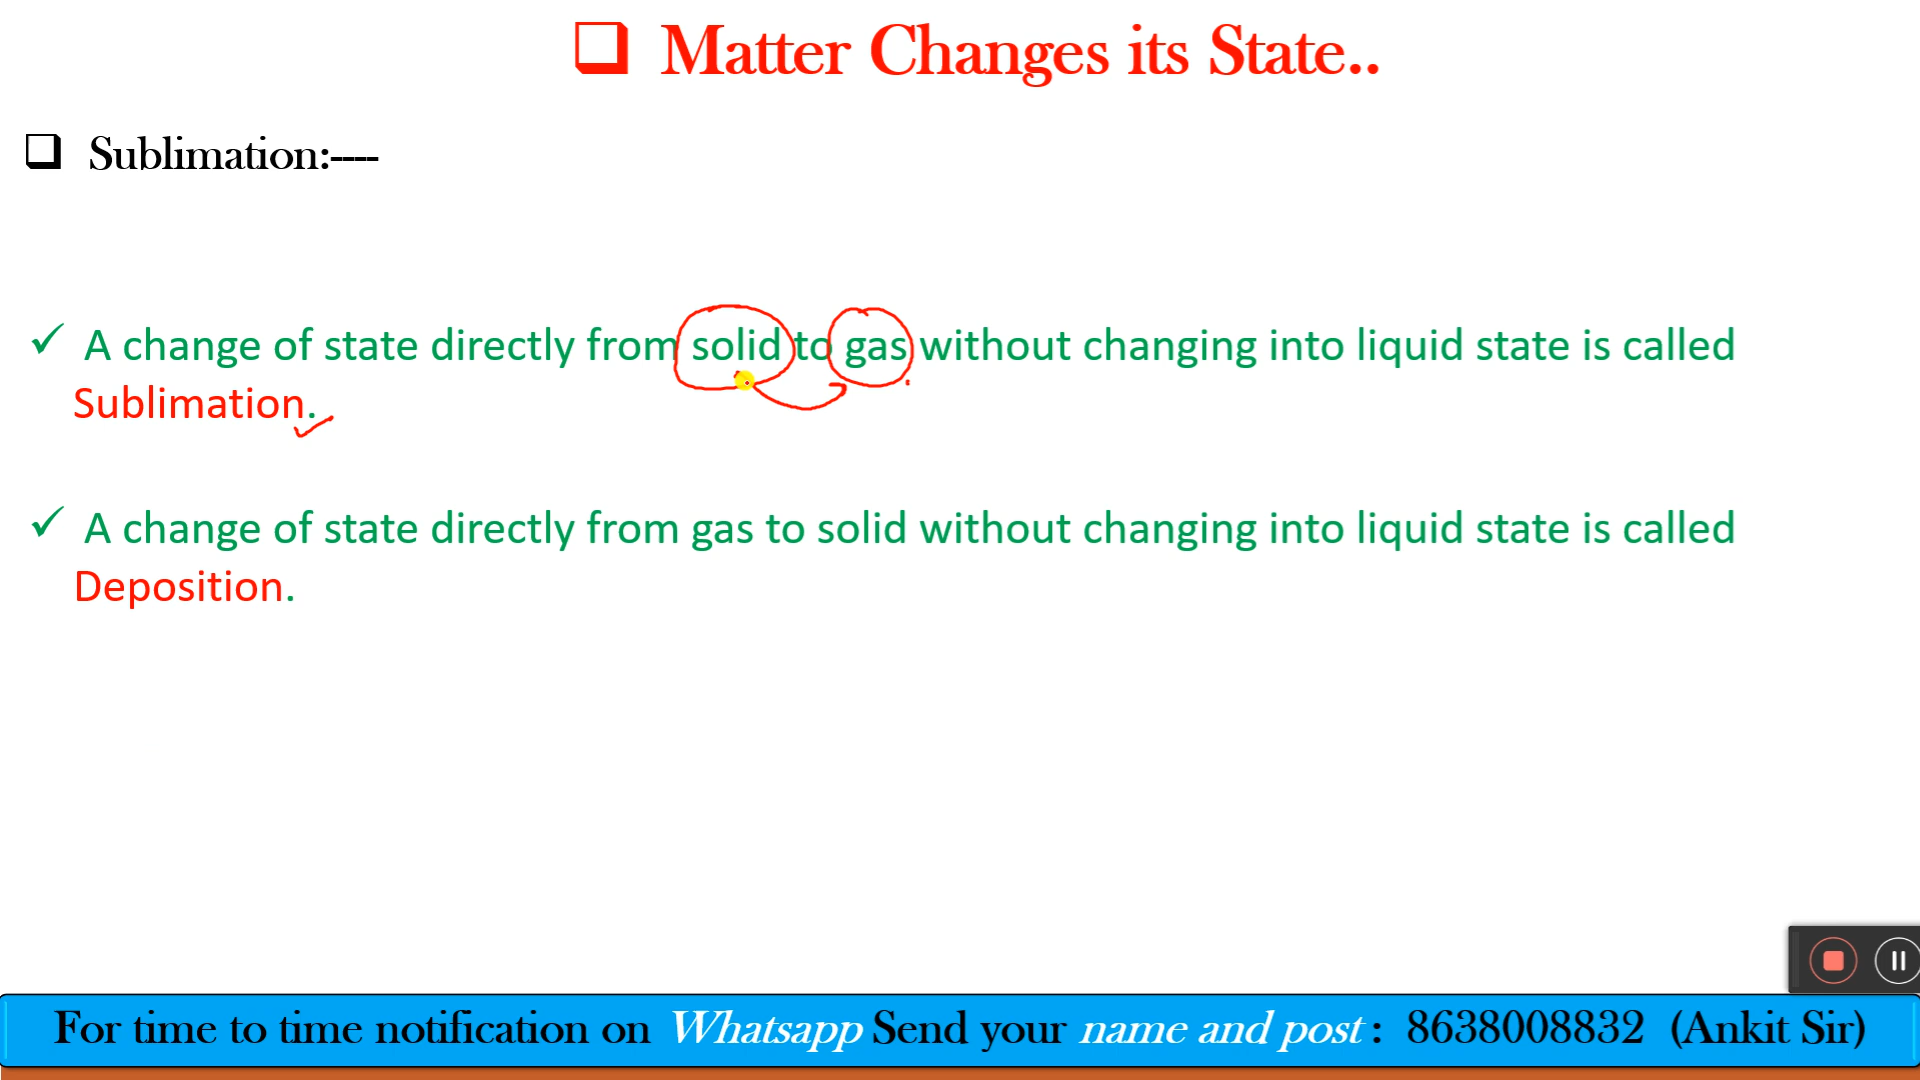 Matter Changes its State..
Sublimation:----
A change of state directly from solid to gas without changing into liquid state is called
Sublimation.
A change of state directly from gas to solid without changing into liquid state is called
Deposition.
For time to time notification on Whatsapp Send your name and post : 8638008832 (Ankit Sir)